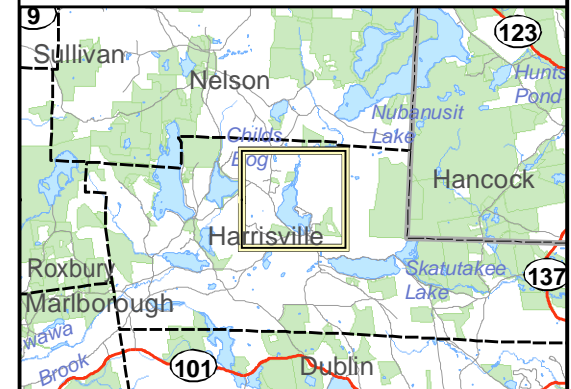 9
123
Sullivan
Nelson
Hunts
Pond
Nubanusit
Lake
Childs
Bog
Hancock
Harrisville
Roxbury
Skatutakee
Lake
137
Marlborough
wawa
Brook
101
Dublin